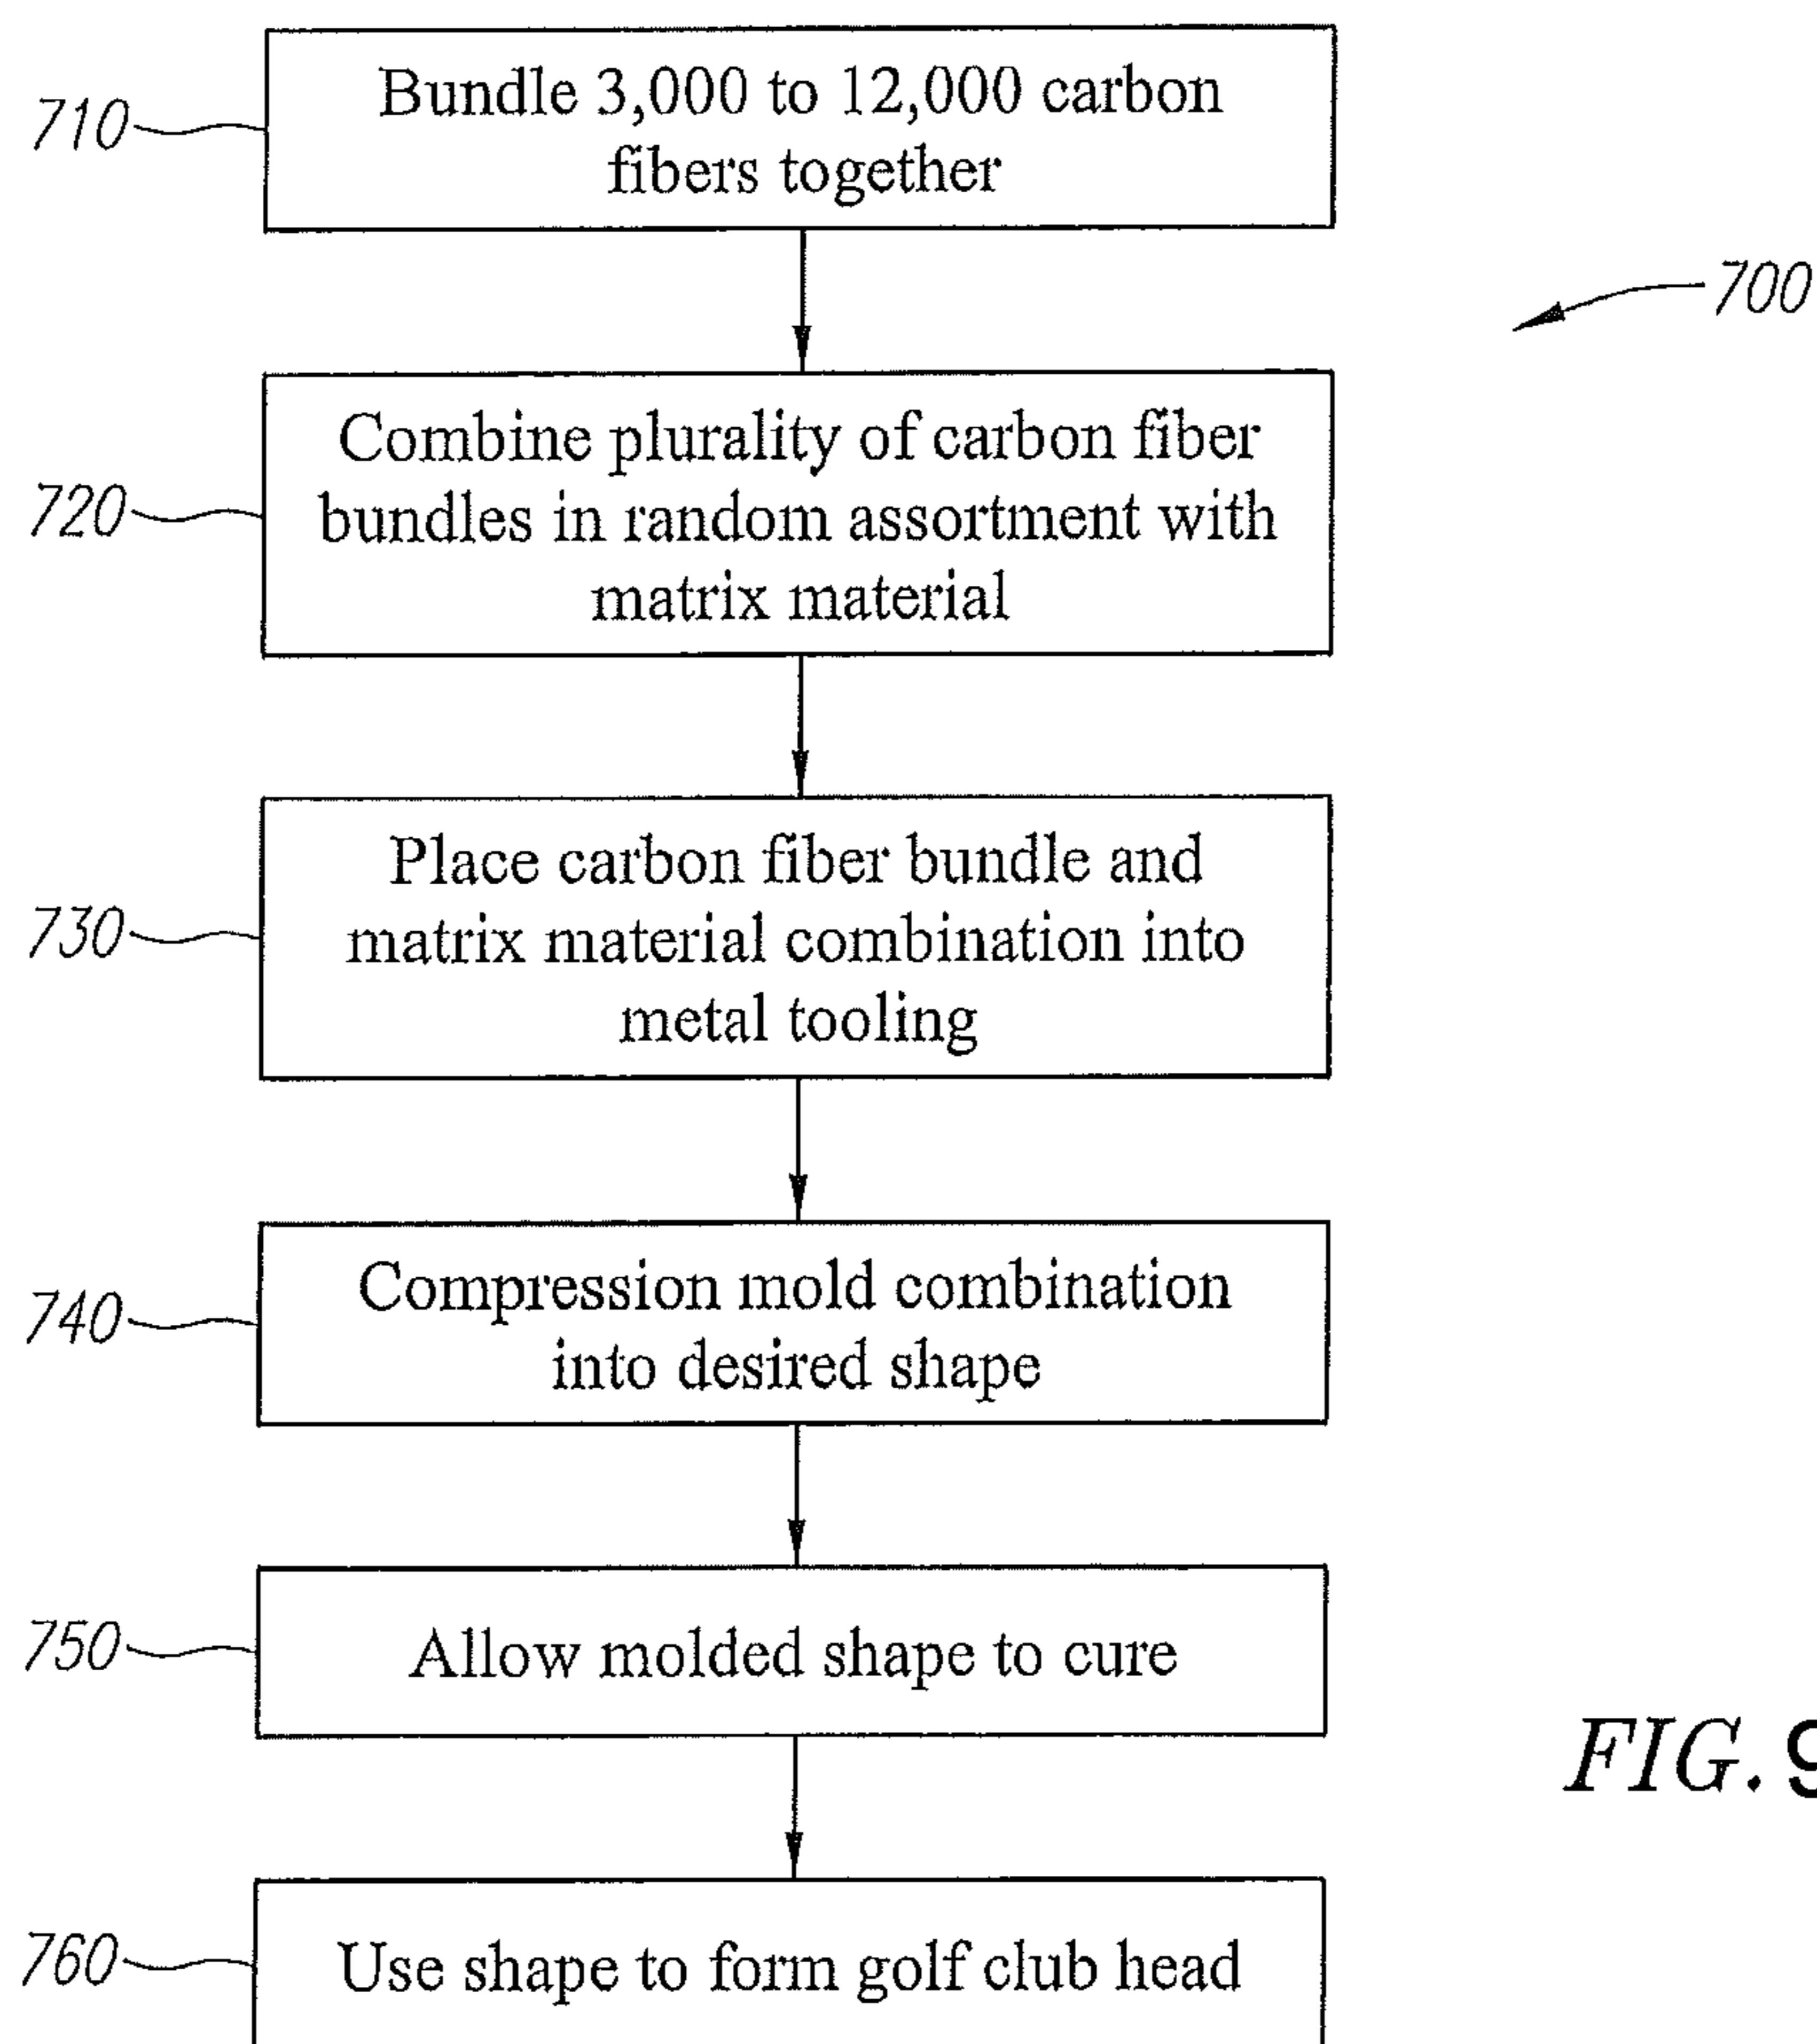 710
Bundle 3,000 to 12,000 carbon
fibers together
700
720
Combine plurality of carbon fiber
bundles in random assortment with
matrix material
730
Place carbon fiber bundle and
matrix material combination into
metal tooling
740
Compression mold combination
into desired shape
750
Allow molded shape to cure
FIG. 9
760
Use shape to form golf club head